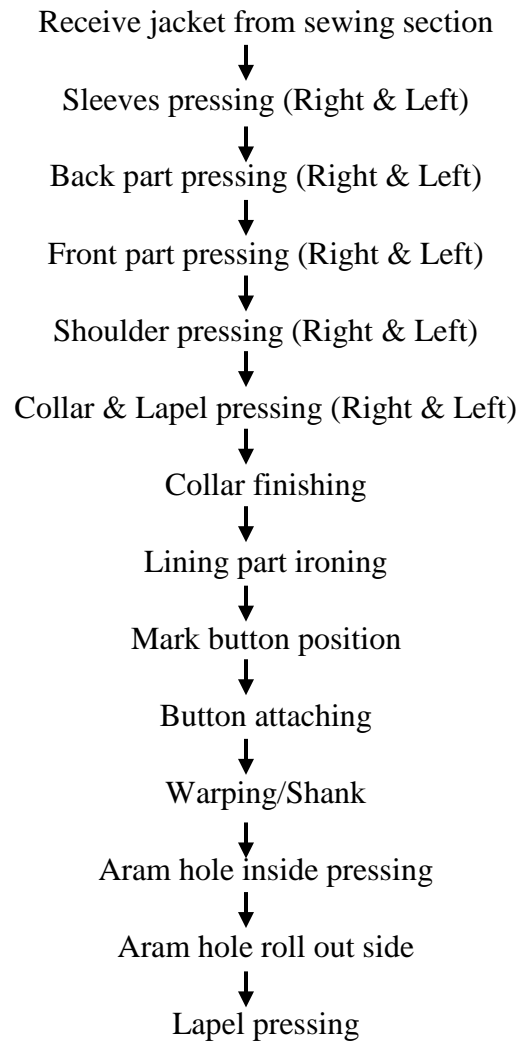 Receive jacket from sewing section
Sleeves pressing (Right & Left)
Back part pressing (Right & Left)
Front part pressing (Right & Left)
Shoulder pressing (Right & Left)
Collar & Lapel pressing (Right & Left)
Collar finishing
Lining part ironing
Mark button position
Button attaching
Warping/Shank
Aram hole inside pressing
Aram hole roll out side
Lapel pressing